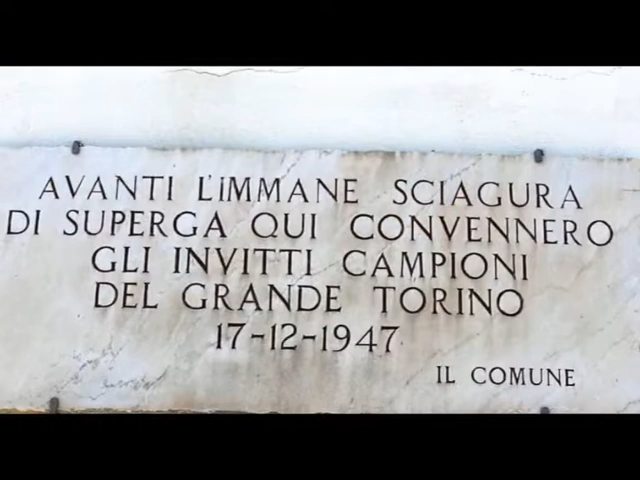 AVANTI L'IMMANE SCIAGURA
DI SUPERGA QUI CONVENNERO
GLI INVITTI CAMPIONI
DEL GRANDE TORINO
17-12-1947
IL COMUNE